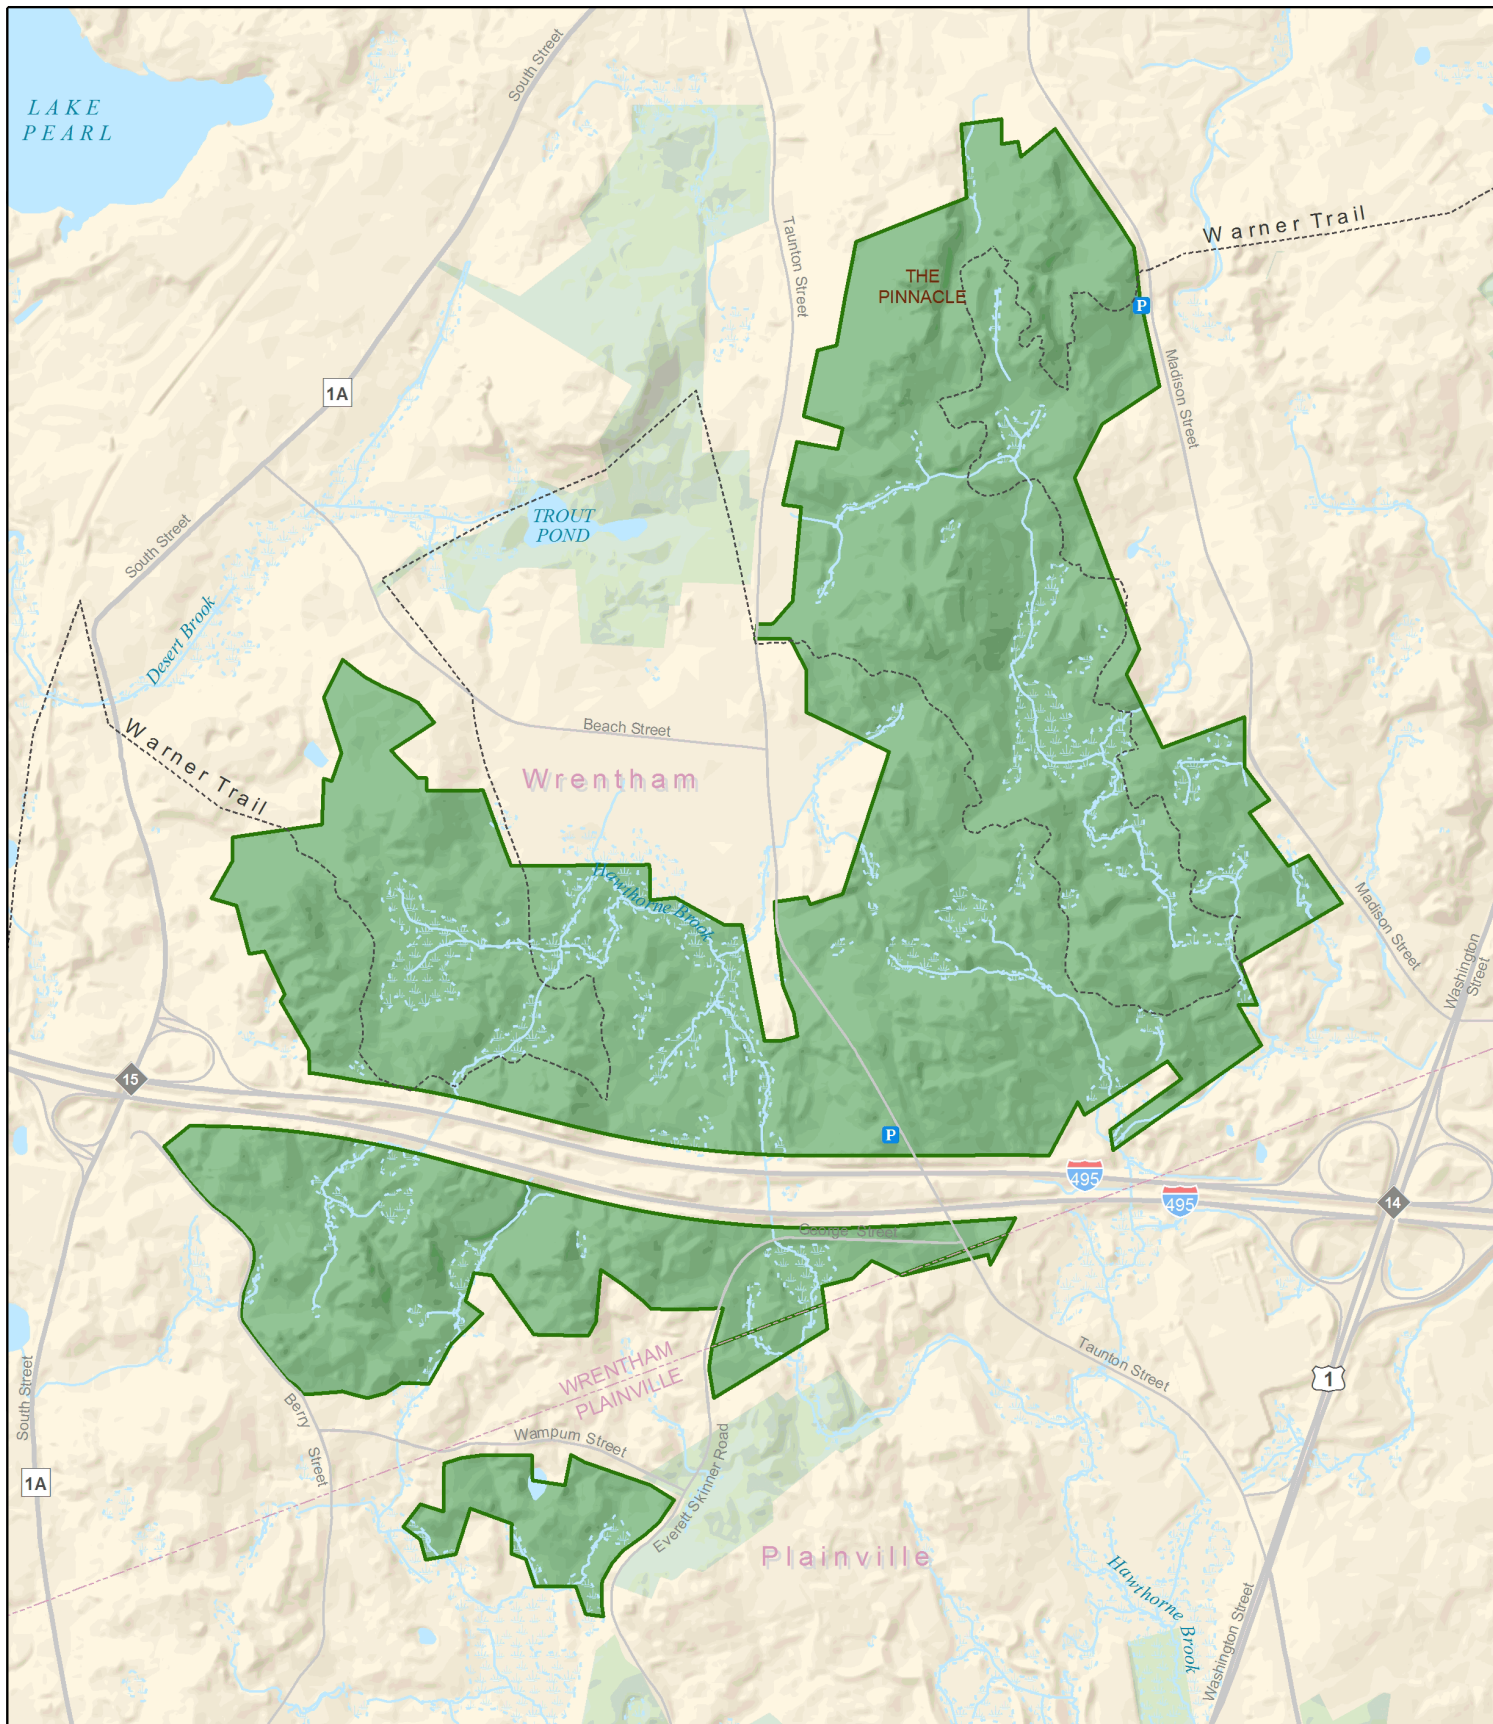 South Street
LAKE
PEARL
Warner Trail
Taunton Street
THE
PINNACLE
P
Madison Street
1A
TROUT
POND
South Street
Desert Brook
Warner Trail
Beach Street
Wrentham
Hawthorne Brook
Madison Street
Washington
Street
15
P
495
495
14
George Street
WRENTHAM
PLAINVILLE
Taunton Street
1
South Street
Berry
Street
Wampum Street
1A
Everett Skinner Road
Plainville
Hawthorne
Brook
Washington Street